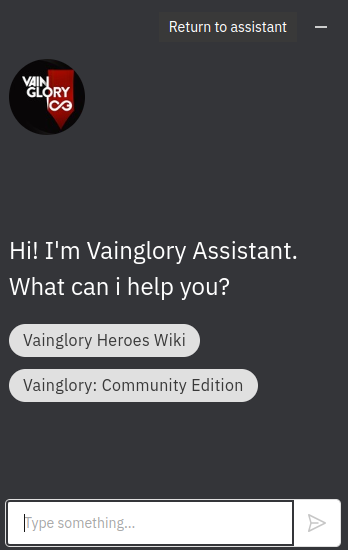 Return to assistant
VAIN
GLORY
Hi! I'm Vainglory Assistant.
What can i help you?
Vainglory Heroes Wiki
Vainglory: Community Edition
Type something...